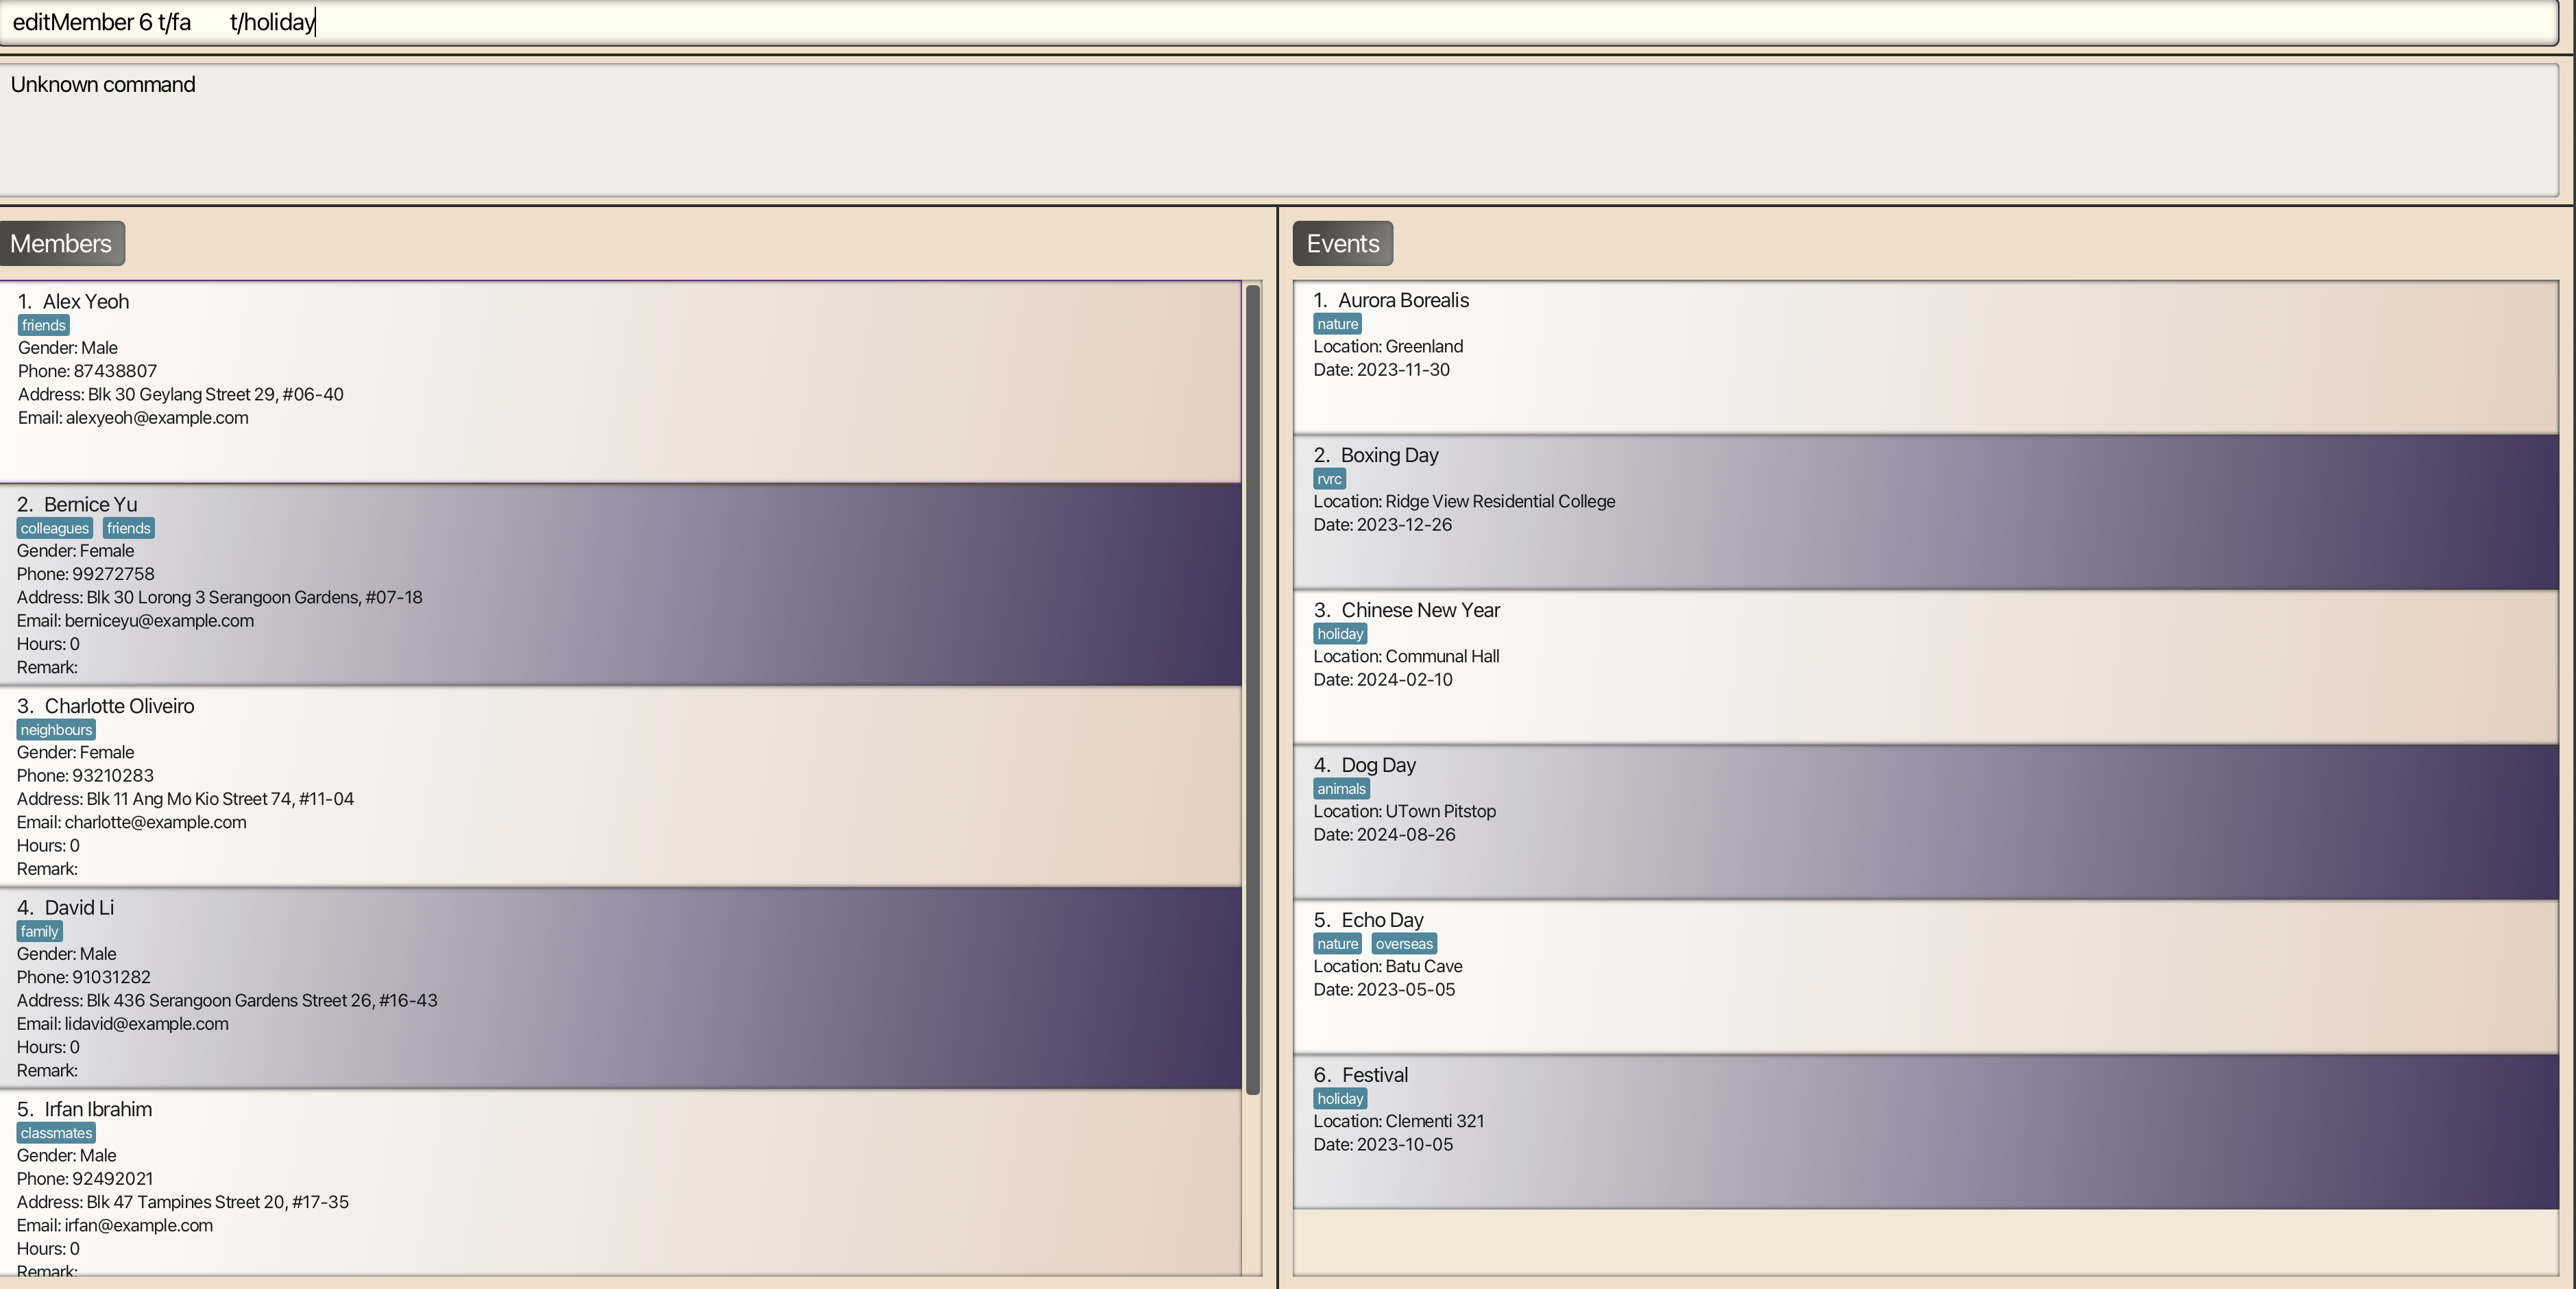 editMember 6 t/fa      t/holiday
Unknown command
Members
1.  Alex Yeoh
friends
Gender: Male
Phone: 87438807
Address: Blk 30 Geylang Street 29, #06-40
Email: alexyeoh@example.com
2.  Bernice Yu
colleagues friends
Gender: Female
Phone: 99272758
Address: Blk 30 Lorong 3 Serangoon Gardens, #07-18
Email: berniceyu@example.com
Hours: 0
Remark:
3.  Charlotte Oliveiro
neighbours
Gender: Female
Phone: 93210283
Address: Blk 11 Ang Mo Kio Street 74, #11-04
Email: charlotte@example.com
Hours: 0
Remark:
4.  David Li
family
Gender: Male
Phone: 91031282
Address: Blk 436 Serangoon Gardens Street 26, #16-43
Email: lidavid@example.com
Hours: 0
Remark:
5.  Irfan Ibrahim
classmates
Gender: Male
Phone: 92492021
Address: Blk 47 Tampines Street 20, #17-35
Email: irfan@example.com
Hours: 0
Remark:
Events
1.  Aurora Borealis
nature
Location: Greenland
Date: 2023-11-30
2.  Boxing Day
rvrc
Location: Ridge View Residential College
Date: 2023-12-26
3.  Chinese New Year
holiday
Location: Communal Hall
Date: 2024-02-10
4.  Dog Day
animals
Location: UTown Pitstop
Date: 2024-08-26
5.  Echo Day
nature overseas
Location: Batu Cave
Date: 2023-05-05
6.  Festival
holiday
Location: Clementi 321
Date: 2023-10-05